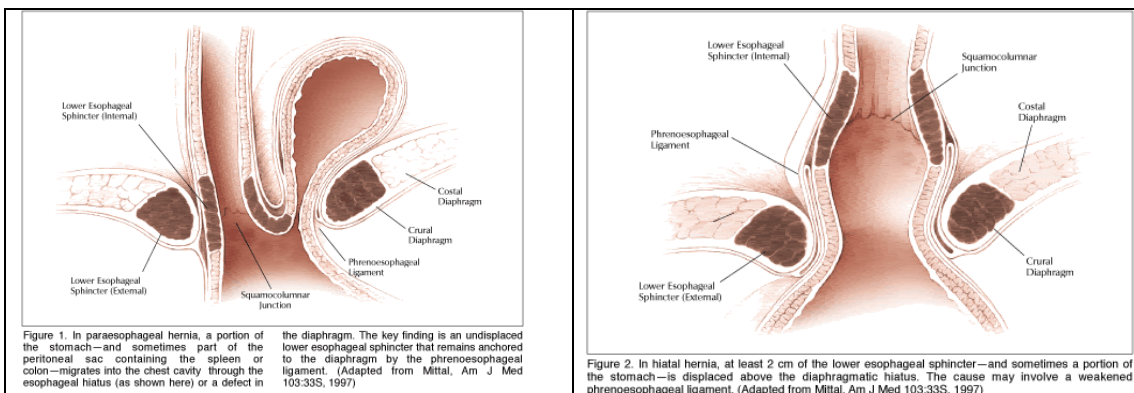 Lower Esophageal
Sphincter (Internal)
Costal
Diaphragm
Crural
Diaphragm
Phrenoesophageal
Ligament
Lower Esophageal
Sphincter (External)
Squamocolumnar
Junction
Figure 1. In paraesophageal hernia, a portion of
the stomach—and sometimes part of the
peritoneal sac containing the spleen or
colon—migrates into the chest cavity through the
esophageal hiatus (as shown here) or a defect in
the diaphragm. The key finding is an undisplaced
lower esophageal sphincter that remains anchored
to the diaphragm by the phrenoesophageal
ligament. (Adapted from Mittal, Am J Med
103:33S, 1997)
Lower Esophageal
Sphincter (Internal)
Squamocolumnar
Junction
Costal
Diaphragm
Phrenoesophageal
Ligament
Lower Esophageal
Sphincter (External)
Crural
Diaphragm
Figure 2. In hiatal hernia, at least 2 cm of the lower esophageal sphincter—and sometimes a portion of
the stomach—is displaced above the diaphragmatic hiatus. The cause may involve a weakened
phrenoesophageal ligament. (Adapted from Mittal, Am J Med 103:33S, 1997)